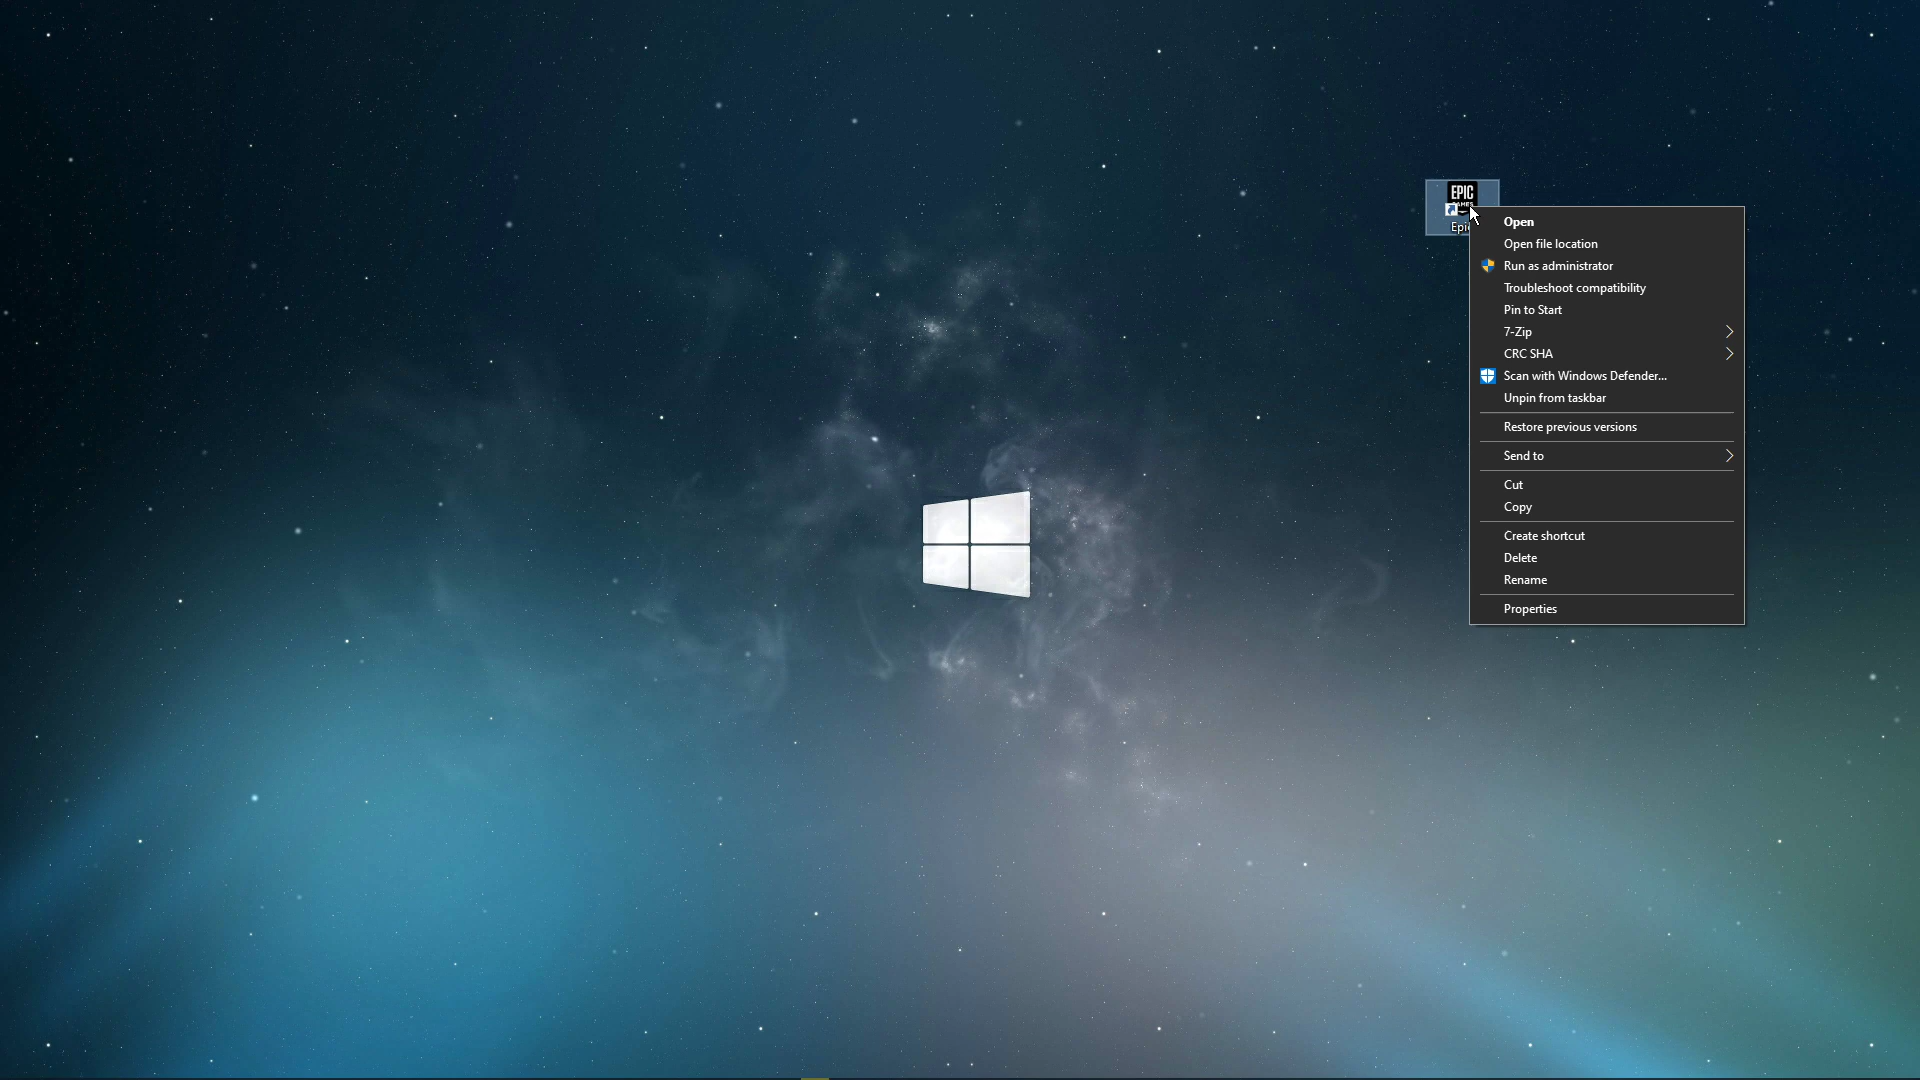 EPIC
GAMES
Epic
Open
Open file location
Run as administrator
Troubleshoot compatibility
Pin to Start
7-Zip
CRC SHA
Scan with Windows Defender...
Unpin from taskbar
Restore previous versions
Send to
Cut
Copy
Create shortcut
Delete
Rename
Properties